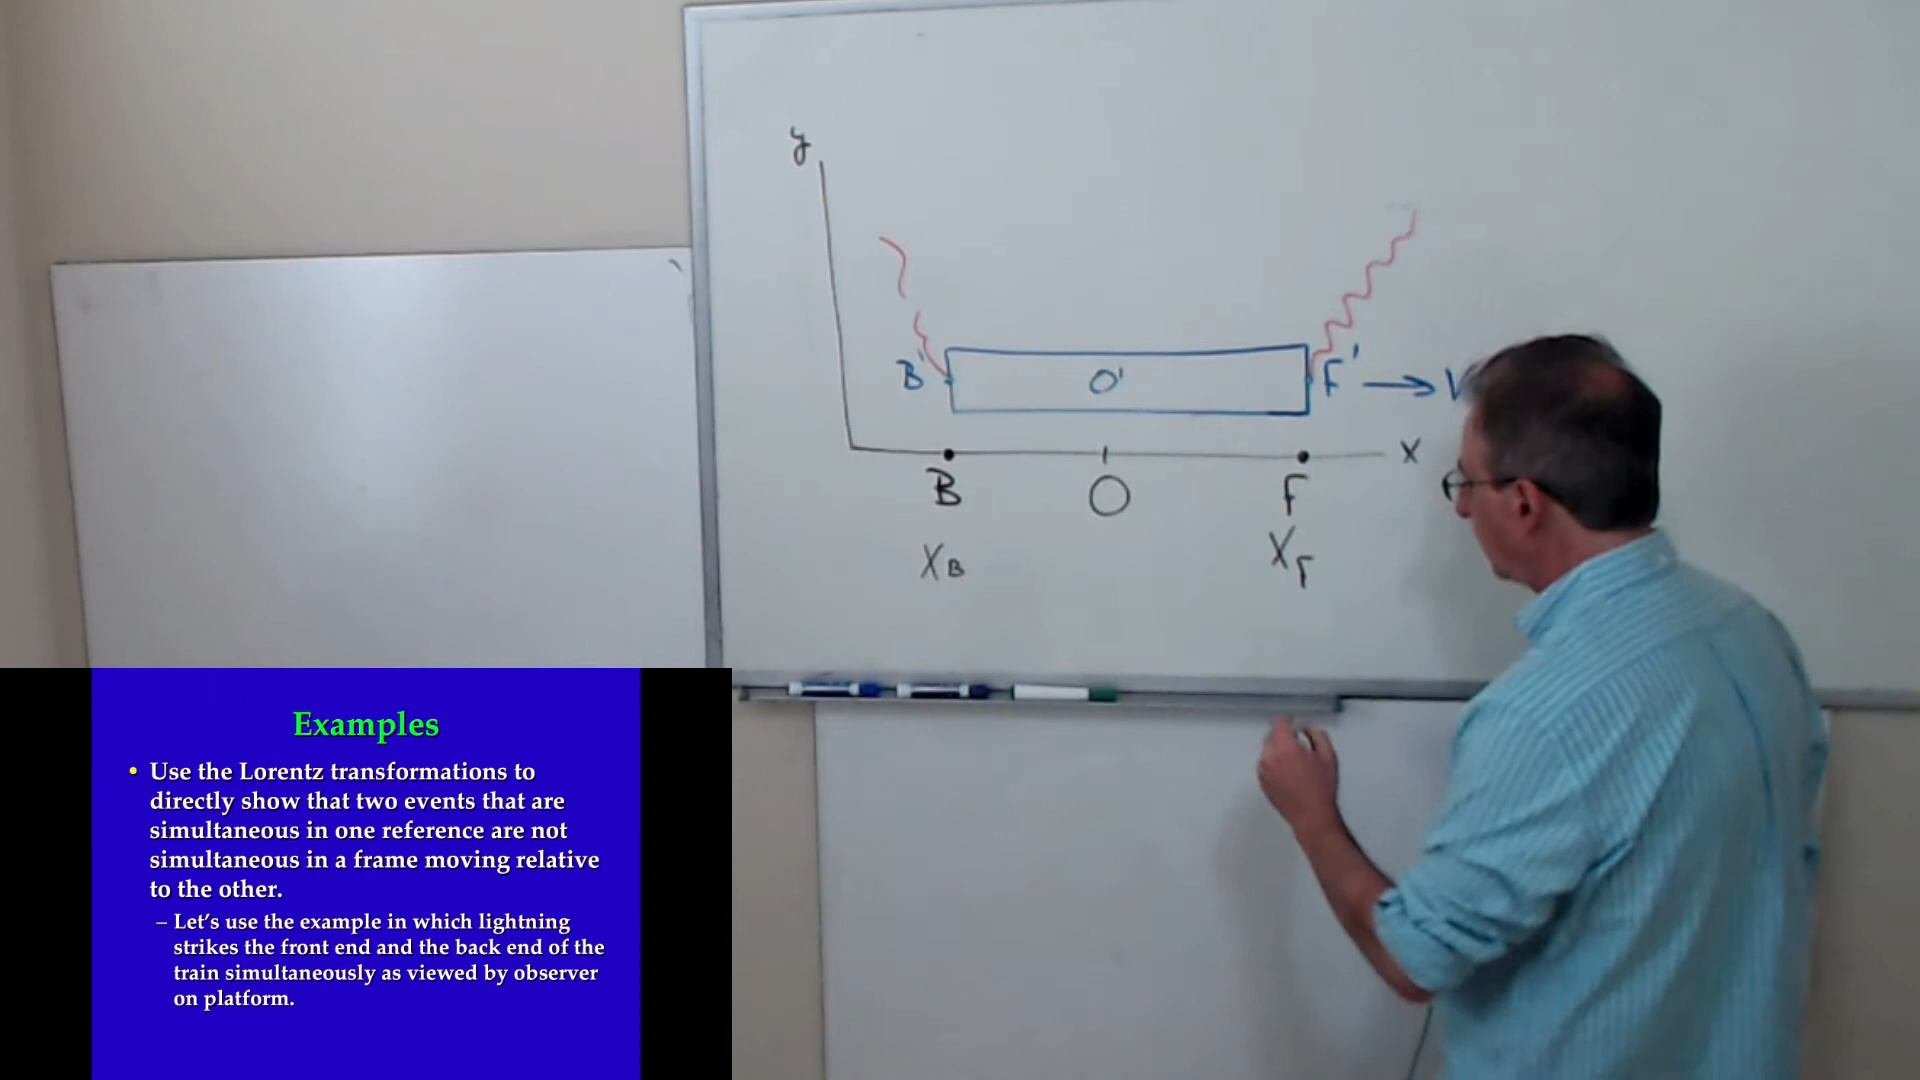 y
B' O' F' → V
x
B O F
XB XF
Examples
• Use the Lorentz transformations to
directly show that two events that are
simultaneous in one reference are not
simultaneous in a frame moving relative
to the other.
– Let's use the example in which lightning
strikes the front end and the back end of the
train simultaneously as viewed by observer
on platform.